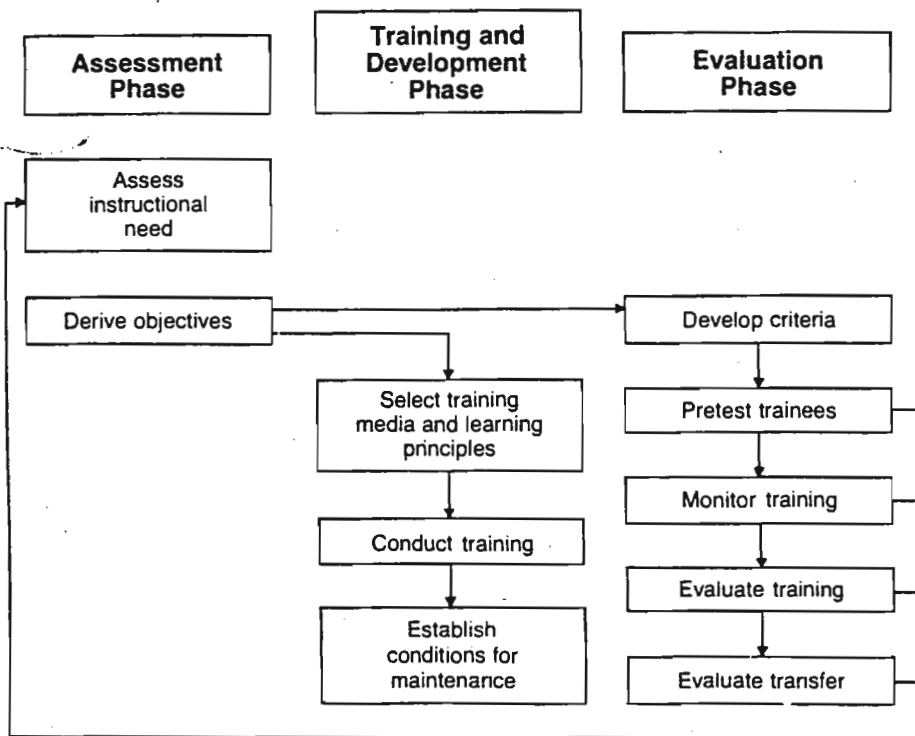 Assessment
Phase
Training and
Development
Phase
Evaluation
Phase
Assess
instructional
need
Derive objectives
Develop criteria
Select training
media and learning
principles
Pretest trainees
Monitor training
Conduct training
Evaluate training
Establish
conditions for
maintenance
Evaluate transfer